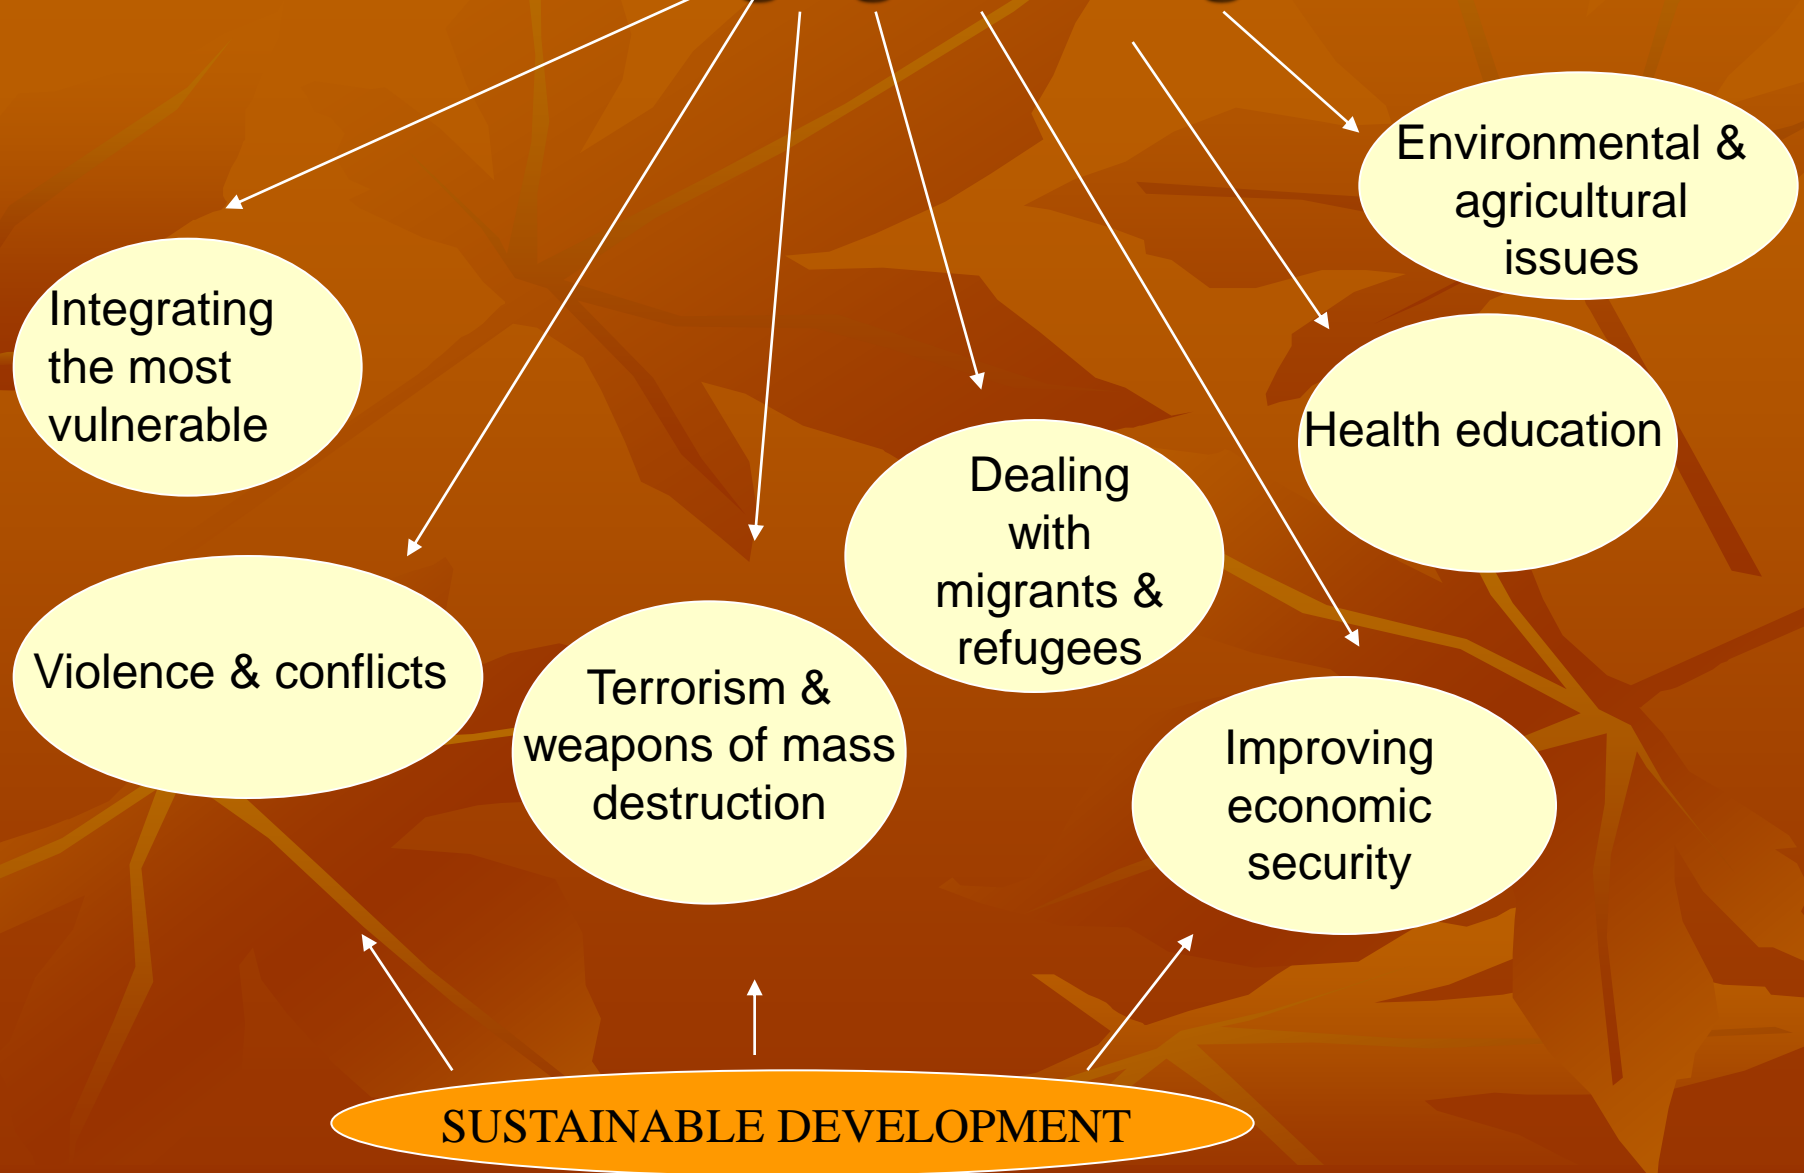 Environmental &
agricultural
issues
Integrating
the most
vulnerable
Health education
Dealing
with
migrants &
refugees
Violence & conflicts
Terrorism &
weapons of mass
destruction
Improving
economic
security
SUSTAINABLE DEVELOPMENT